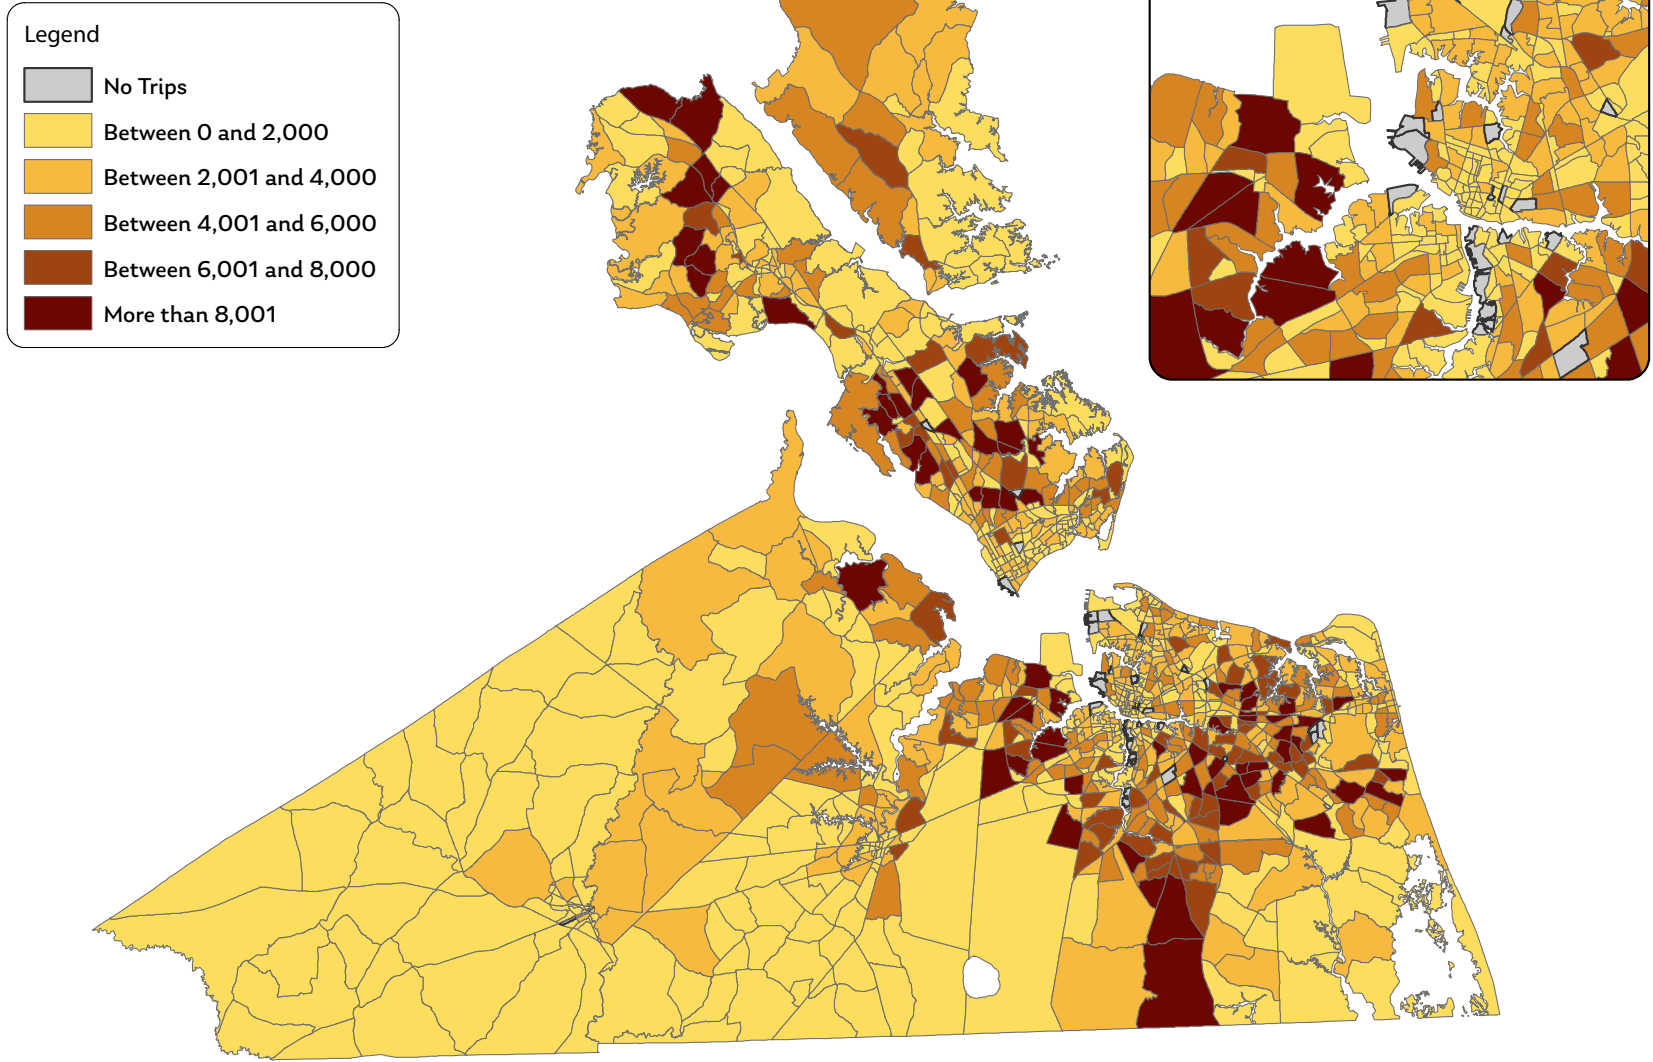 Legend
No Trips
Between 0 and 2,000
Between 2,001 and 4,000
Between 4,001 and 6,000
Between 6,001 and 8,000
More than 8,001